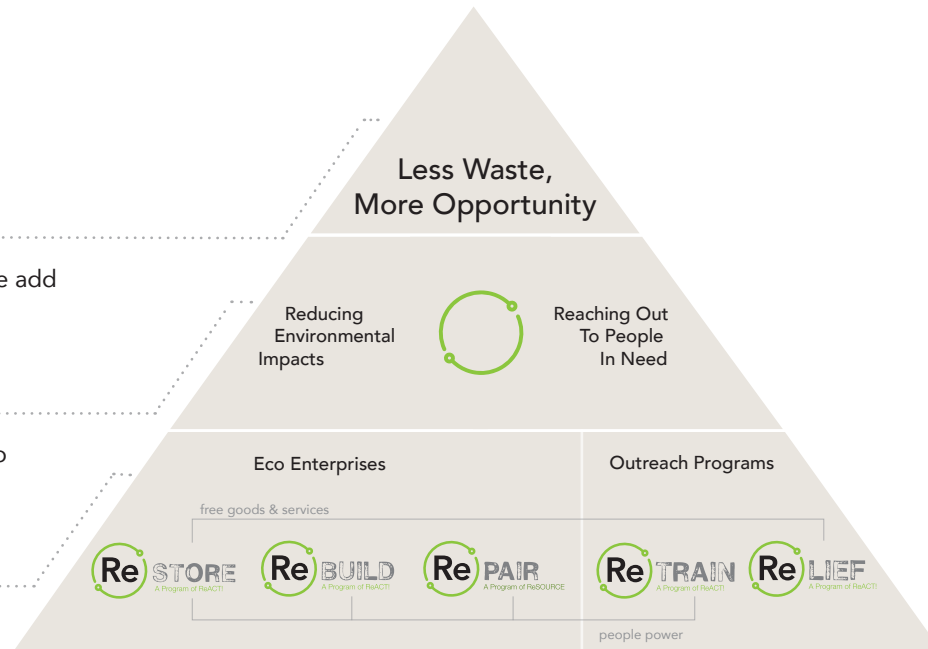 Less Waste,
More Opportunity
e add
Reducing
Environmental
Impacts
Reaching Out
To People
In Need
o
Eco Enterprises
Outreach Programs
free goods & services
Re STORE
A Program of ReACT!
Re BUILD
A Program of ReACT!
Re PAIR
A Program of ReSOURCE
Re TRAIN
A Program of ReACT!
Re LIEF
A Program of ReACT!
people power